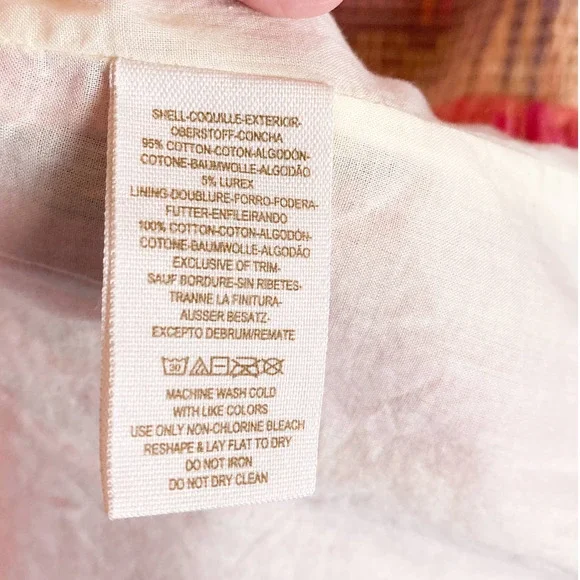 SHELL-COQUILLE-EXTERIOR-
OBERSTOFF-CONCHA
95% COTTON-COTON-ALGODÓN-
COTONE-BAUMWOLLE-ALGODÃO
5% LUREX
LINING-DOUBLURE-FORRO-FODERA-
FUTTER-ENFILEIRANDO
100% COTTON-COTON-ALGODÓN-
COTONE-BAUMWOLLE-ALGODÃO
EXCLUSIVE OF TRIM-
SAUF BORDURE-SIN RIBETES-
TRANNE LA FINITURA-
AUSSER BESATZ-
EXCEPTO DEBRUM/REMATE
30
MACHINE WASH COLD
WITH LIKE COLORS
USE ONLY NON-CHLORINE BLEACH
RESHAPE & LAY FLAT TO DRY
DO NOT IRON
DO NOT DRY CLEAN